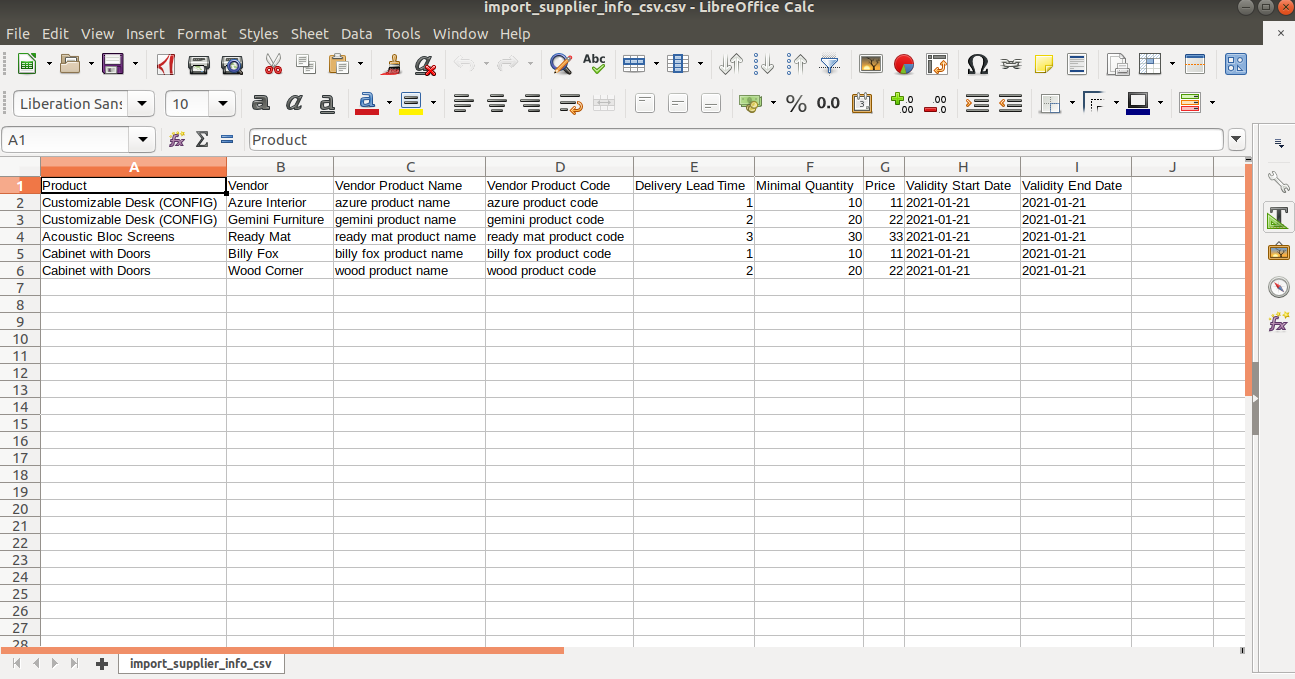 import_supplier_info_csv.csv - LibreOffice Calc
File Edit View Insert Format Styles Sheet Data Tools Window Help
Liberation Sans 10 a a a a % 0.0
A1 fx Σ = Product
A B C D E F G H I J
1 Product Vendor Vendor Product Name Vendor Product Code Delivery Lead Time Minimal Quantity Price Validity Start Date Validity End Date
2 Customizable Desk (CONFIG) Azure Interior azure product name azure product code 1 10 11 2021-01-21 2021-01-21
3 Customizable Desk (CONFIG) Gemini Furniture gemini product name gemini product code 2 20 22 2021-01-21 2021-01-21
4 Acoustic Bloc Screens Ready Mat ready mat product name ready mat product code 3 30 33 2021-01-21 2021-01-21
5 Cabinet with Doors Billy Fox billy fox product name billy fox product code 1 10 11 2021-01-21 2021-01-21
6 Cabinet with Doors Wood Corner wood product name wood product code 2 20 22 2021-01-21 2021-01-21
7
8
9
10
11
12
13
14
15
16
17
18
19
20
21
22
23
24
25
26
27
28
import_supplier_info_csv